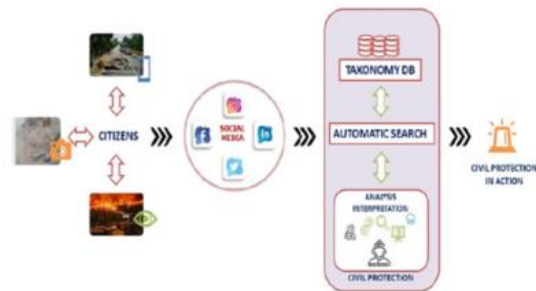 CITIZENS
SOCIAL
MEDIA
TAXONOMY DB
AUTOMATIC SEARCH
ANALYSIS
INTERPRETATION
CIVIL PROTECTION
CIVIL PROTECTION
IN ACTION